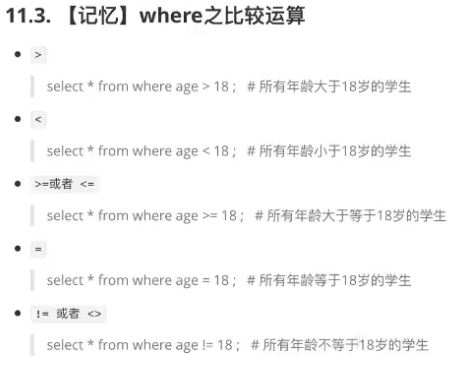 11.3. 【记忆】where之比较运算
>
select * from where age > 18 ; # 所有年龄大于18岁的学生
<
select * from where age < 18 ; # 所有年龄小于18岁的学生
>=或者 <=
select * from where age >= 18 ; # 所有年龄大于等于18岁的学生
=
select * from where age = 18 ; # 所有年龄等于18岁的学生
!= 或者 <>
select * from where age != 18 ; # 所有年龄不等于18岁的学生